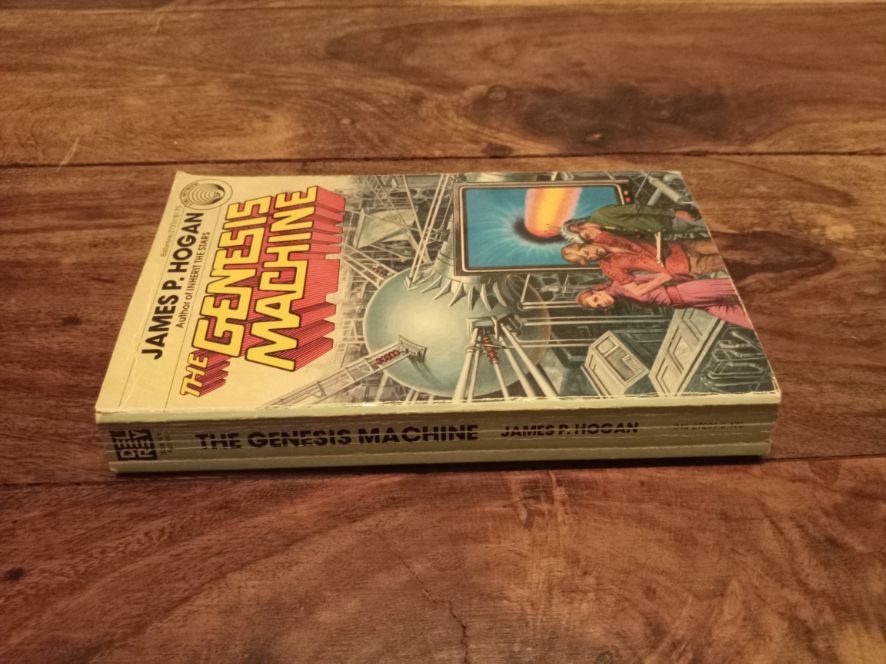 JAMES P. HOGAN
Author of INHERIT THE STARS
THE GENESIS
MACHINE
DEL
REY
THE GENESIS MACHINE
JAMES P. HOGAN